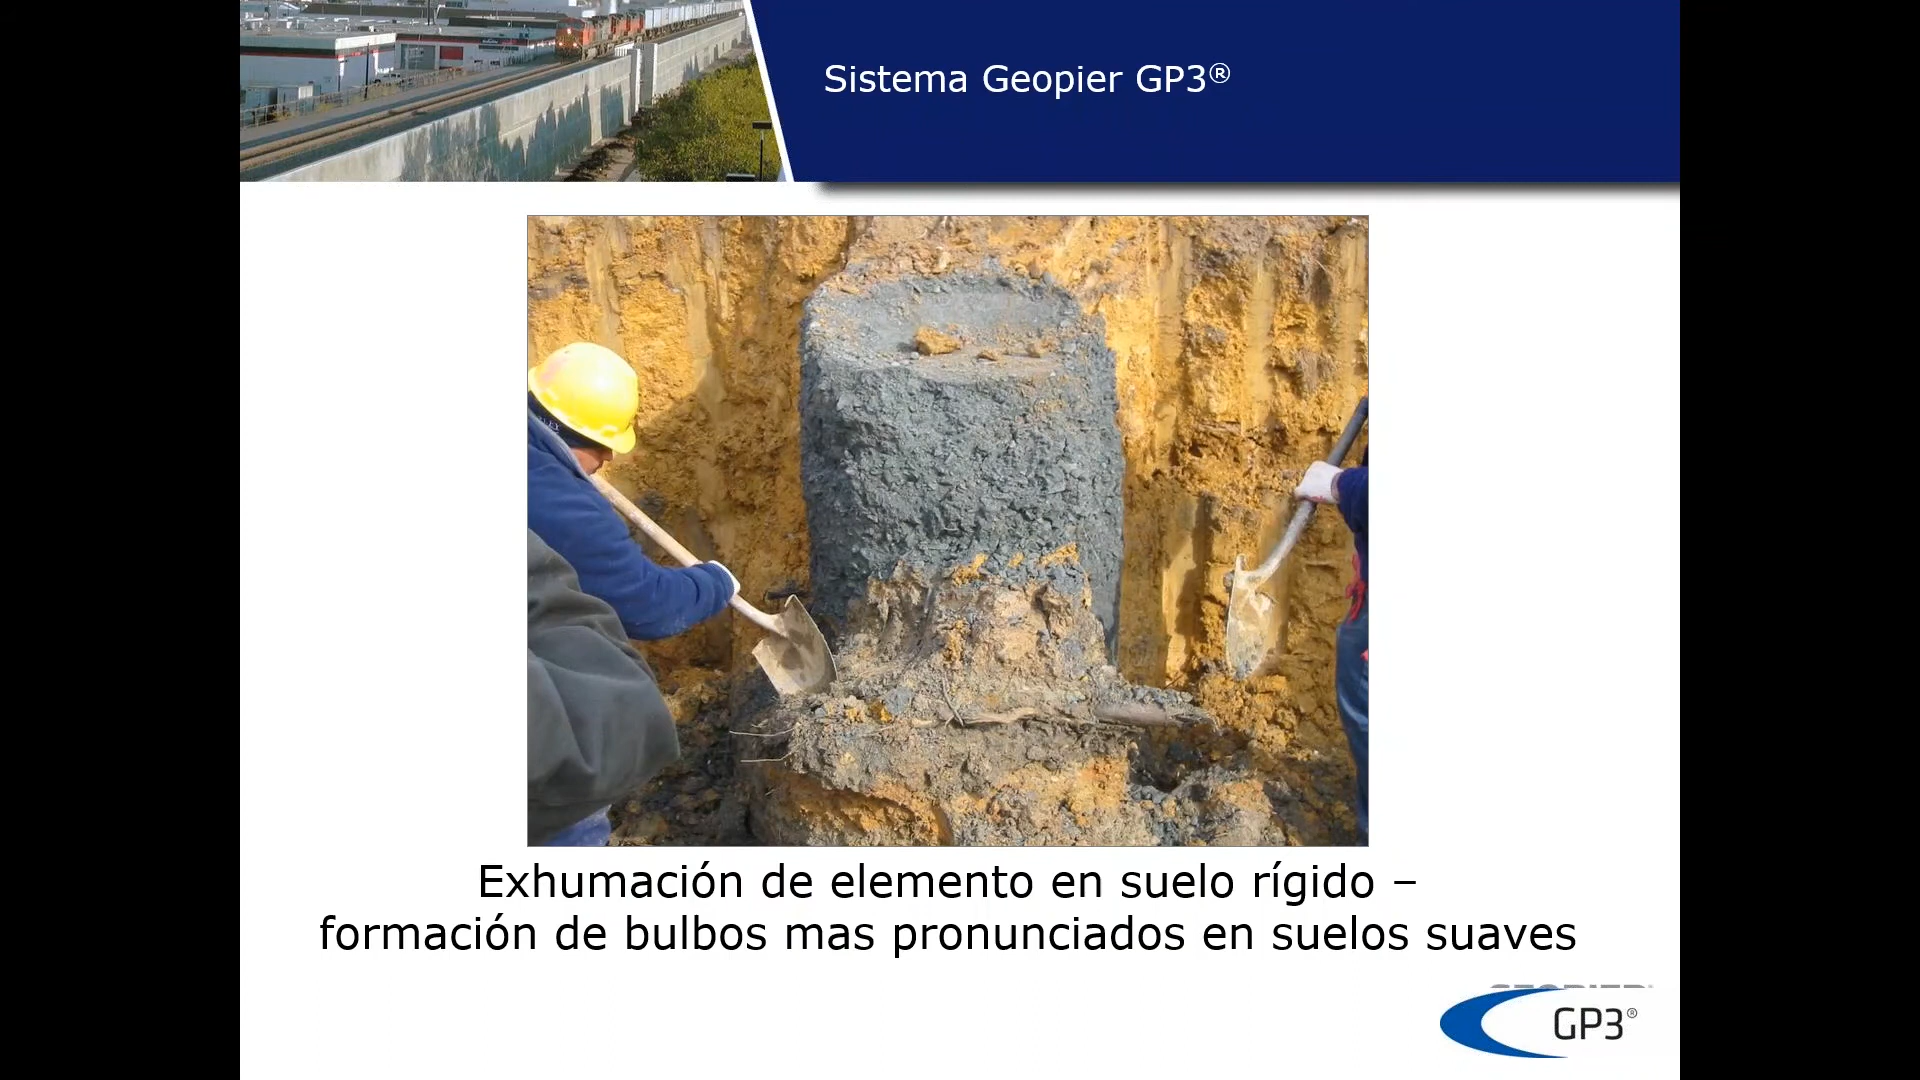 Sistema Geopier GP3®
Exhumación de elemento en suelo rígido –
formación de bulbos mas pronunciados en suelos suaves
GP3®